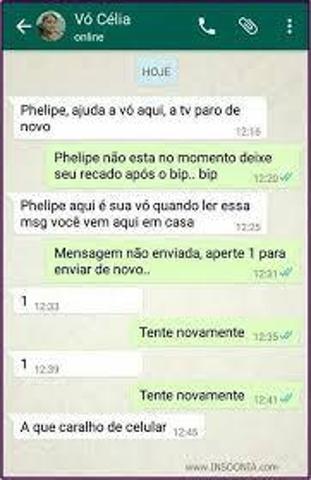 Vó Célia
online
HOJE
Phelipe, ajuda a vó aqui, a tv paro de
novo
12:16
Phelipe não esta no momento deixe
seu recado após o bip.. bip
12:20
Phelipe aqui é sua vó quando ler essa
msg você vem aqui em casa
12:25
Mensagem não enviada, aperte 1 para
enviar de novo..
12:31
1 12:33
Tente novamente 12:35
1 12:39
Tente novamente 12:41
A que caralho de celular 12:45
www.INSOONIA.com